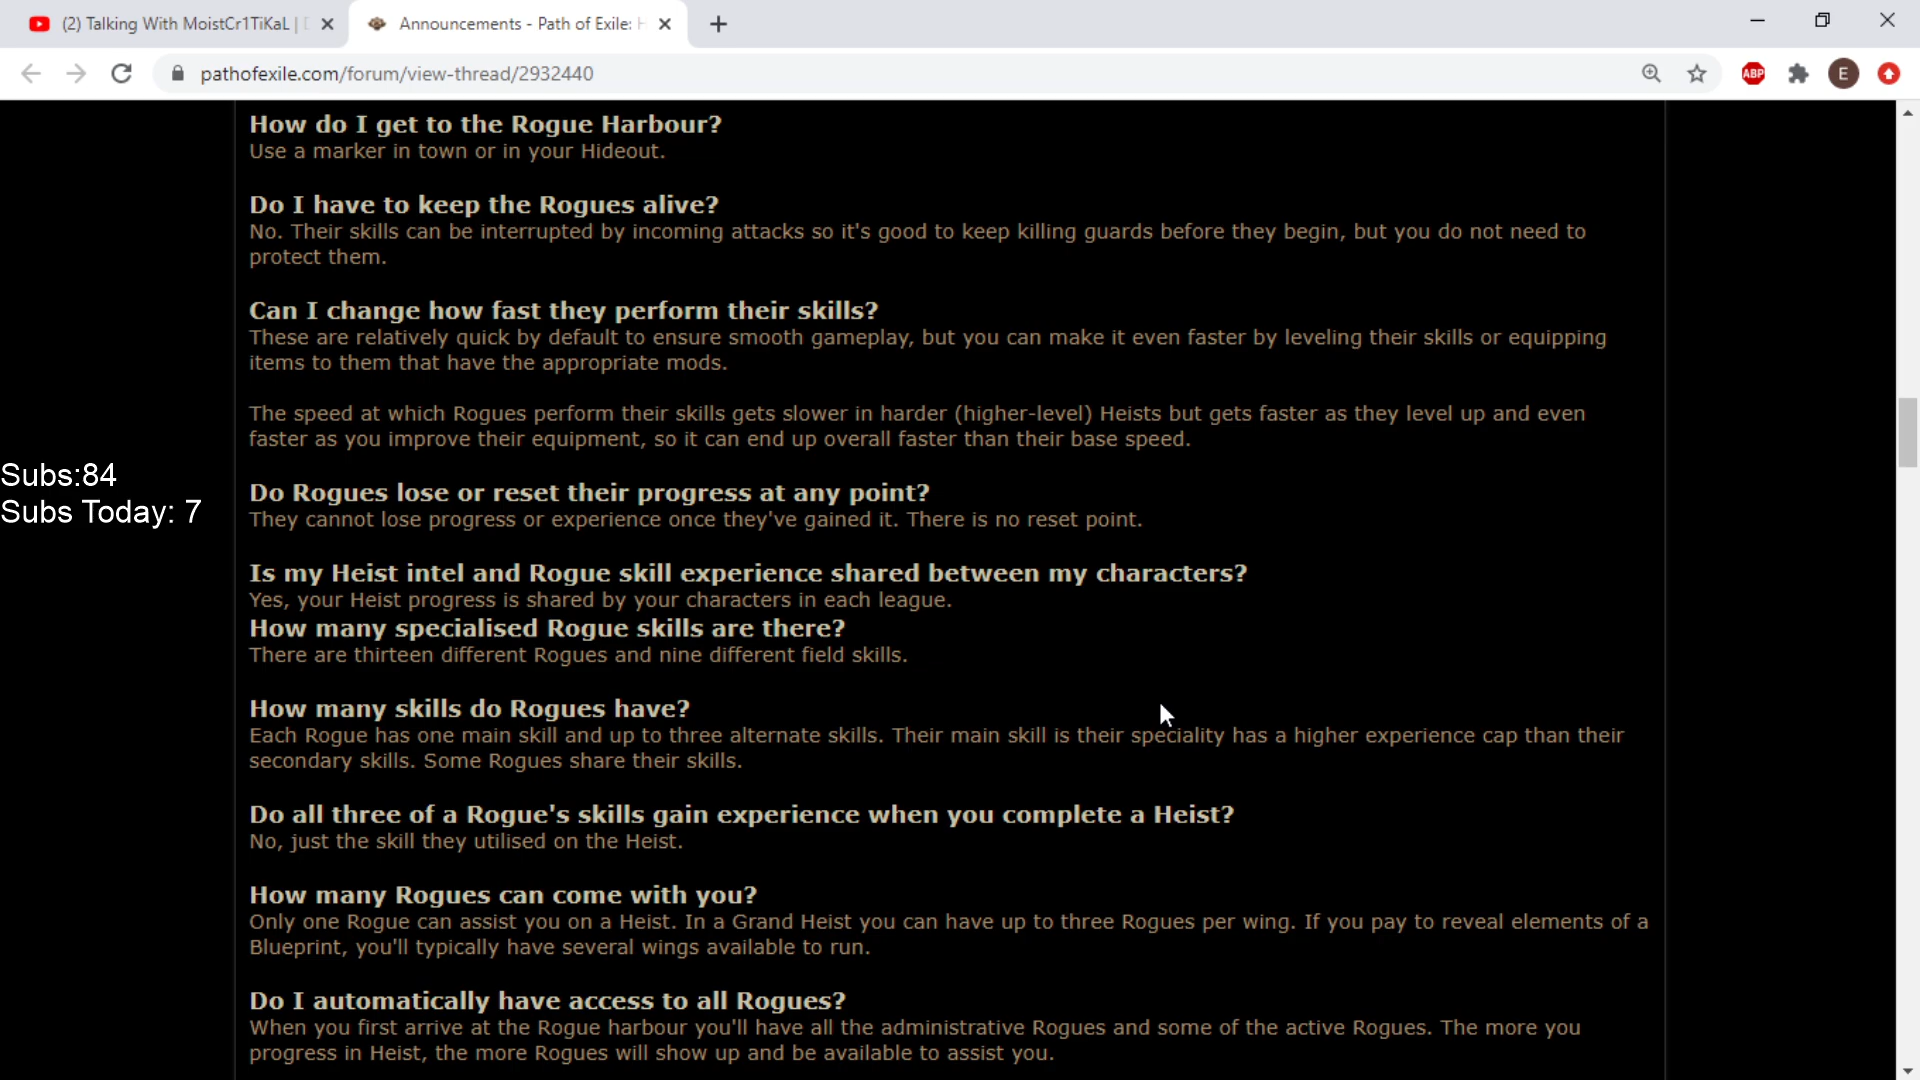 (2) Talking With MoistCr1TiKaL |
Announcements - Path of Exile:
pathofexile.com/forum/view-thread/2932440
ABP
E
How do I get to the Rogue Harbour?
Use a marker in town or in your Hideout.
Do I have to keep the Rogues alive?
No. Their skills can be interrupted by incoming attacks so it's good to keep killing guards before they begin, but you do not need to
protect them.
Can I change how fast they perform their skills?
These are relatively quick by default to ensure smooth gameplay, but you can make it even faster by leveling their skills or equipping
items to them that have the appropriate mods.
The speed at which Rogues perform their skills gets slower in harder (higher-level) Heists but gets faster as they level up and even
faster as you improve their equipment, so it can end up overall faster than their base speed.
Subs:84
Subs Today: 7
Do Rogues lose or reset their progress at any point?
They cannot lose progress or experience once they've gained it. There is no reset point.
Is my Heist intel and Rogue skill experience shared between my characters?
Yes, your Heist progress is shared by your characters in each league.
How many specialised Rogue skills are there?
There are thirteen different Rogues and nine different field skills.
How many skills do Rogues have?
Each Rogue has one main skill and up to three alternate skills. Their main skill is their speciality has a higher experience cap than their
secondary skills. Some Rogues share their skills.
Do all three of a Rogue's skills gain experience when you complete a Heist?
No, just the skill they utilised on the Heist.
How many Rogues can come with you?
Only one Rogue can assist you on a Heist. In a Grand Heist you can have up to three Rogues per wing. If you pay to reveal elements of a
Blueprint, you'll typically have several wings available to run.
Do I automatically have access to all Rogues?
When you first arrive at the Rogue harbour you'll have all the administrative Rogues and some of the active Rogues. The more you
progress in Heist, the more Rogues will show up and be available to assist you.